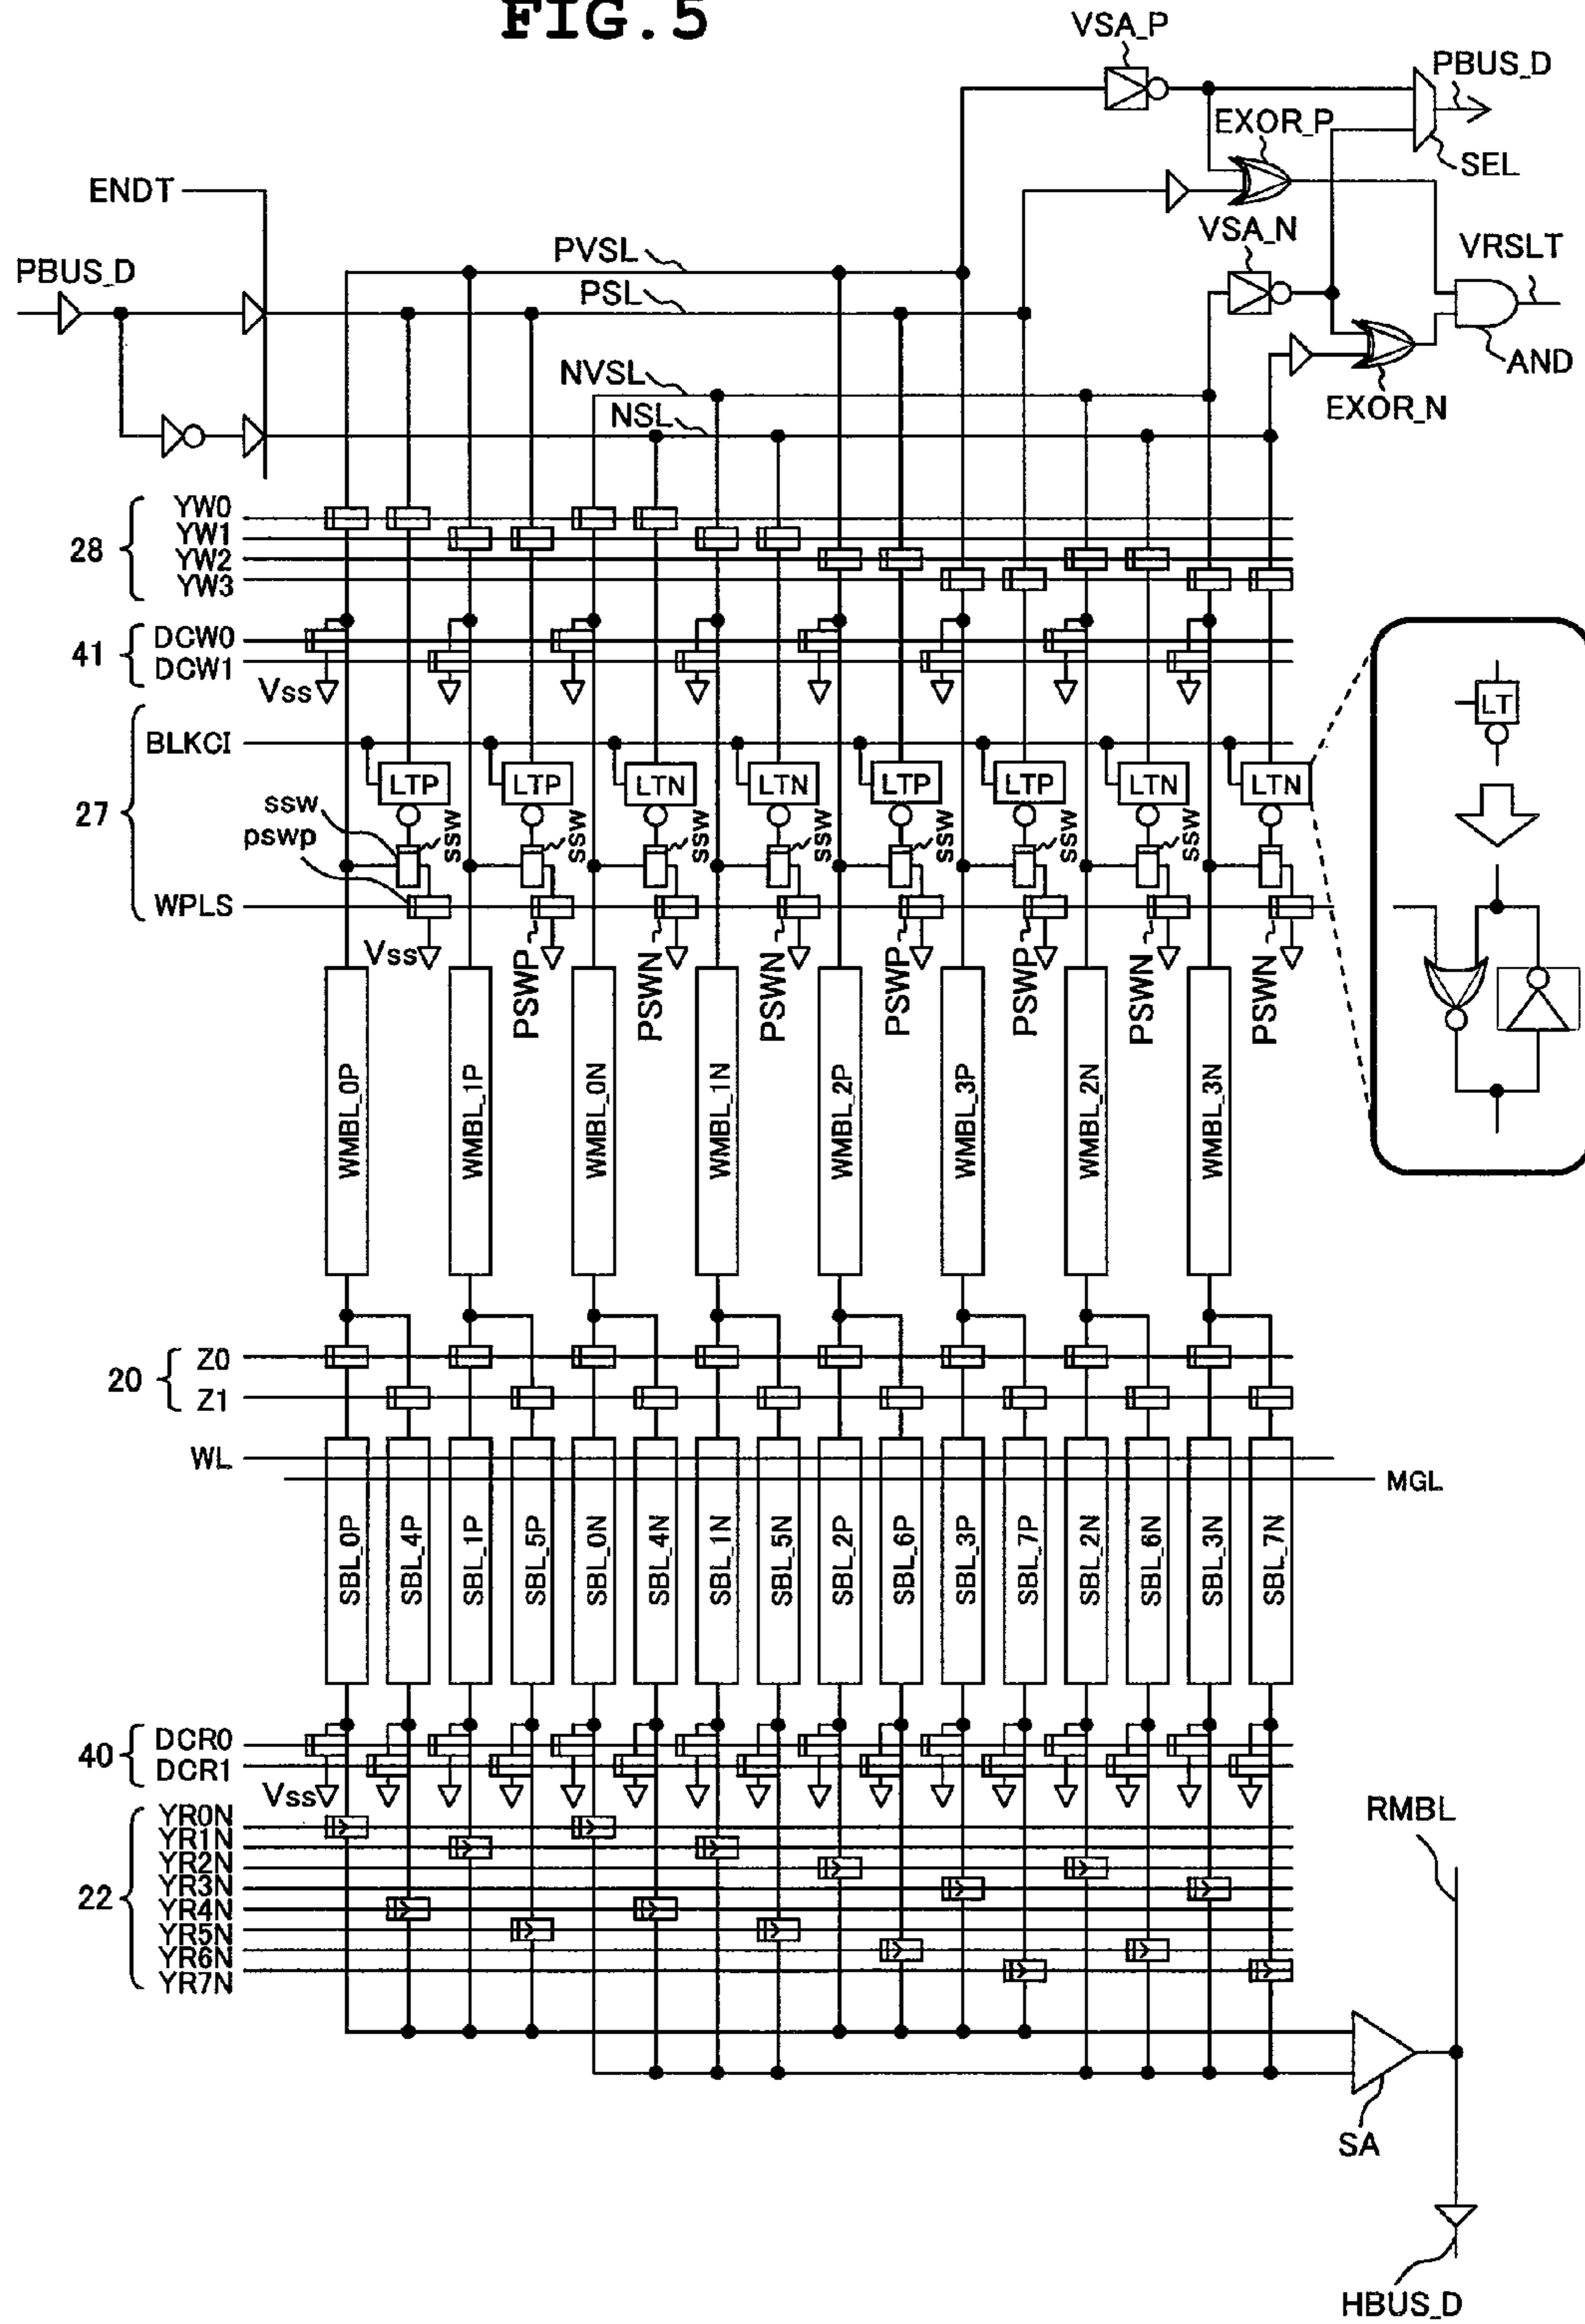 FIG.5
VSA_P
PBUS_D
EXOR_P
SEL
ENDT
VSA_N
PVSL
VRSLT
PBUS_D
PSL
NVSL
AND
NSL
EXOR_N
28
YW0
YW1
YW2
YW3
41
DCW0
DCW1
Vss
27
BLKCI
LTP LTP LTN LTN LTP LTP LTN LTN
LT
ssw
pswp
ssw ssw ssw ssw ssw ssw ssw
WPLS
Vss
PSWP PSWN PSWN PSWP PSWP PSWN PSWN
WMBL_0P WMBL_1P WMBL_0N WMBL_1N WMBL_2P WMBL_3P WMBL_2N WMBL_3N
20
Z0
Z1
WL
MGL
SBL_0P SBL_4P SBL_1P SBL_5P SBL_0N SBL_4N SBL_1N SBL_5N SBL_2P SBL_6P SBL_3P SBL_7P SBL_2N SBL_6N SBL_3N SBL_7N
40
DCR0
DCR1
Vss
22
YR0N
YR1N
YR2N
YR3N
YR4N
YR5N
YR6N
YR7N
RMBL
SA
HBUS_D